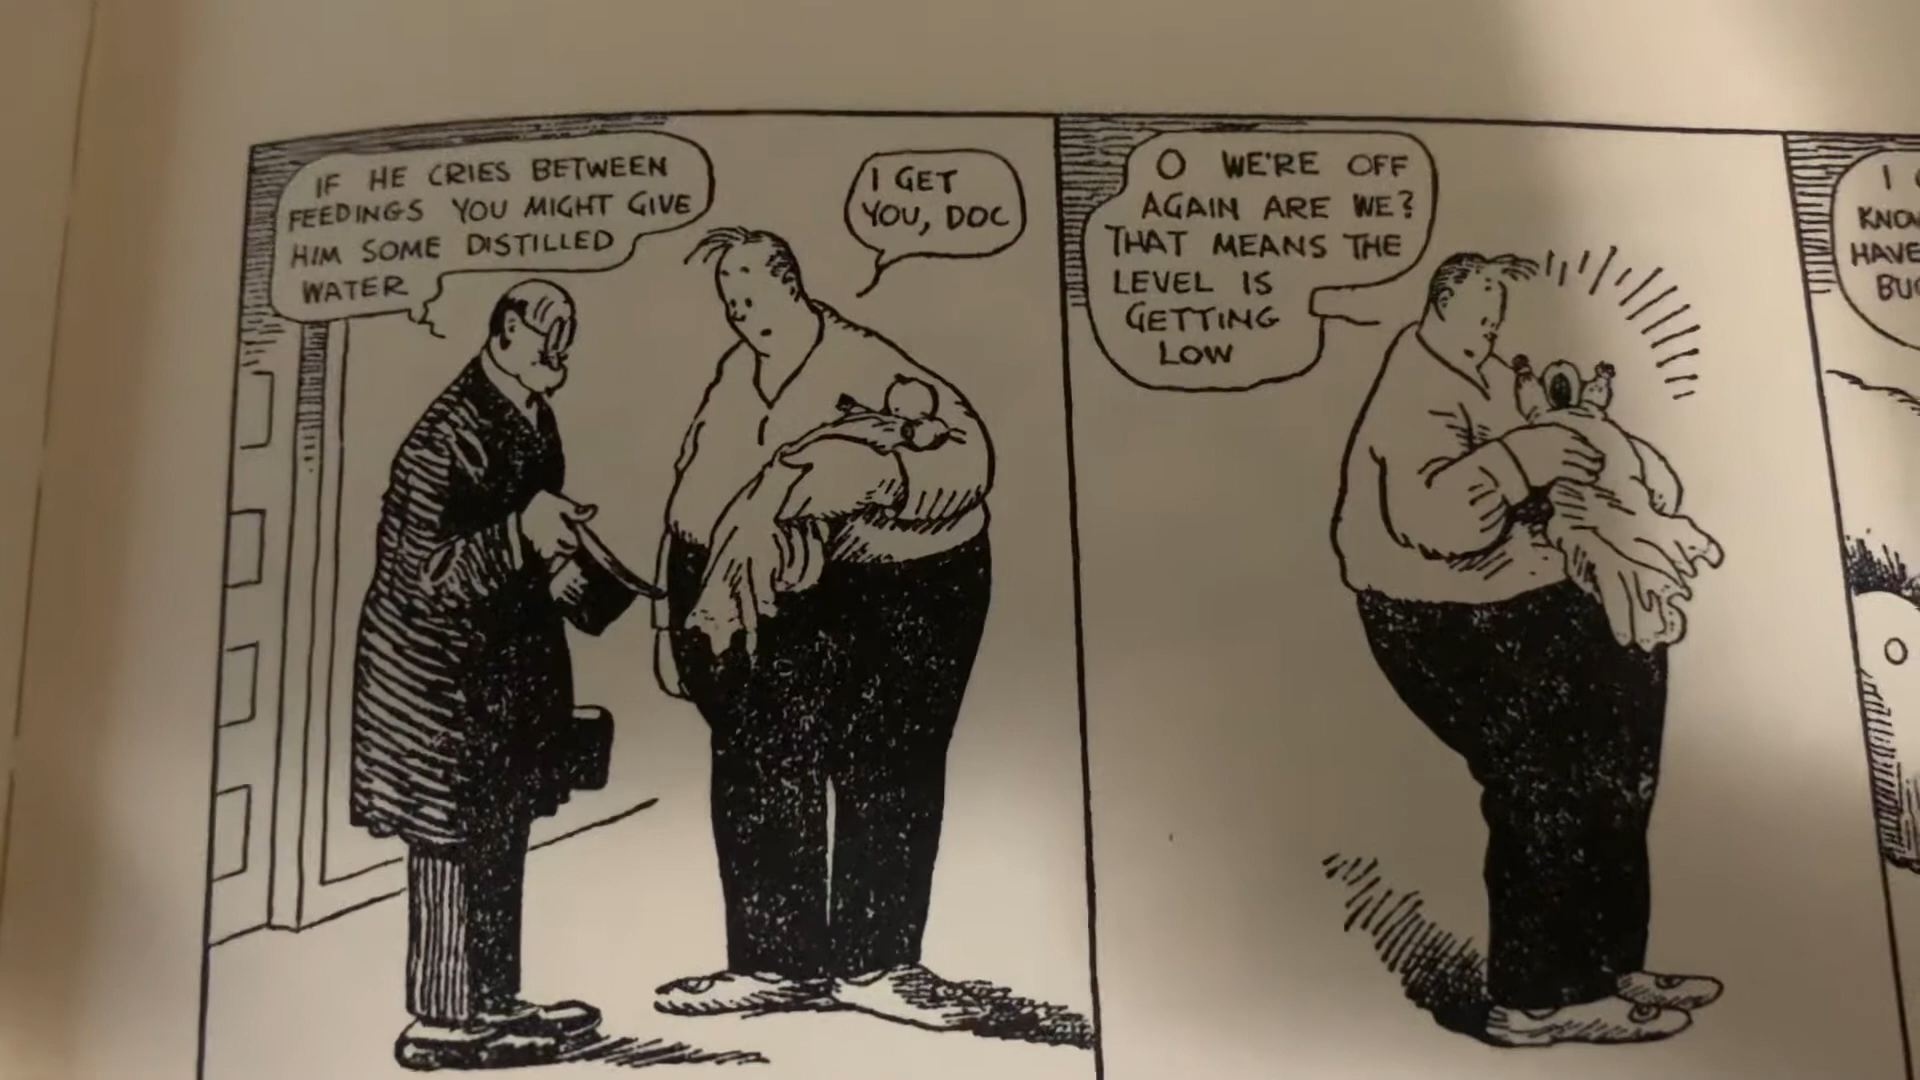 IF HE CRIES BETWEEN
FEEDINGS YOU MIGHT GIVE
HIM SOME DISTILLED
WATER
I GET
YOU, DOC
O WE'RE OFF
AGAIN ARE WE?
THAT MEANS THE
LEVEL IS
GETTING
LOW
I
HAVE